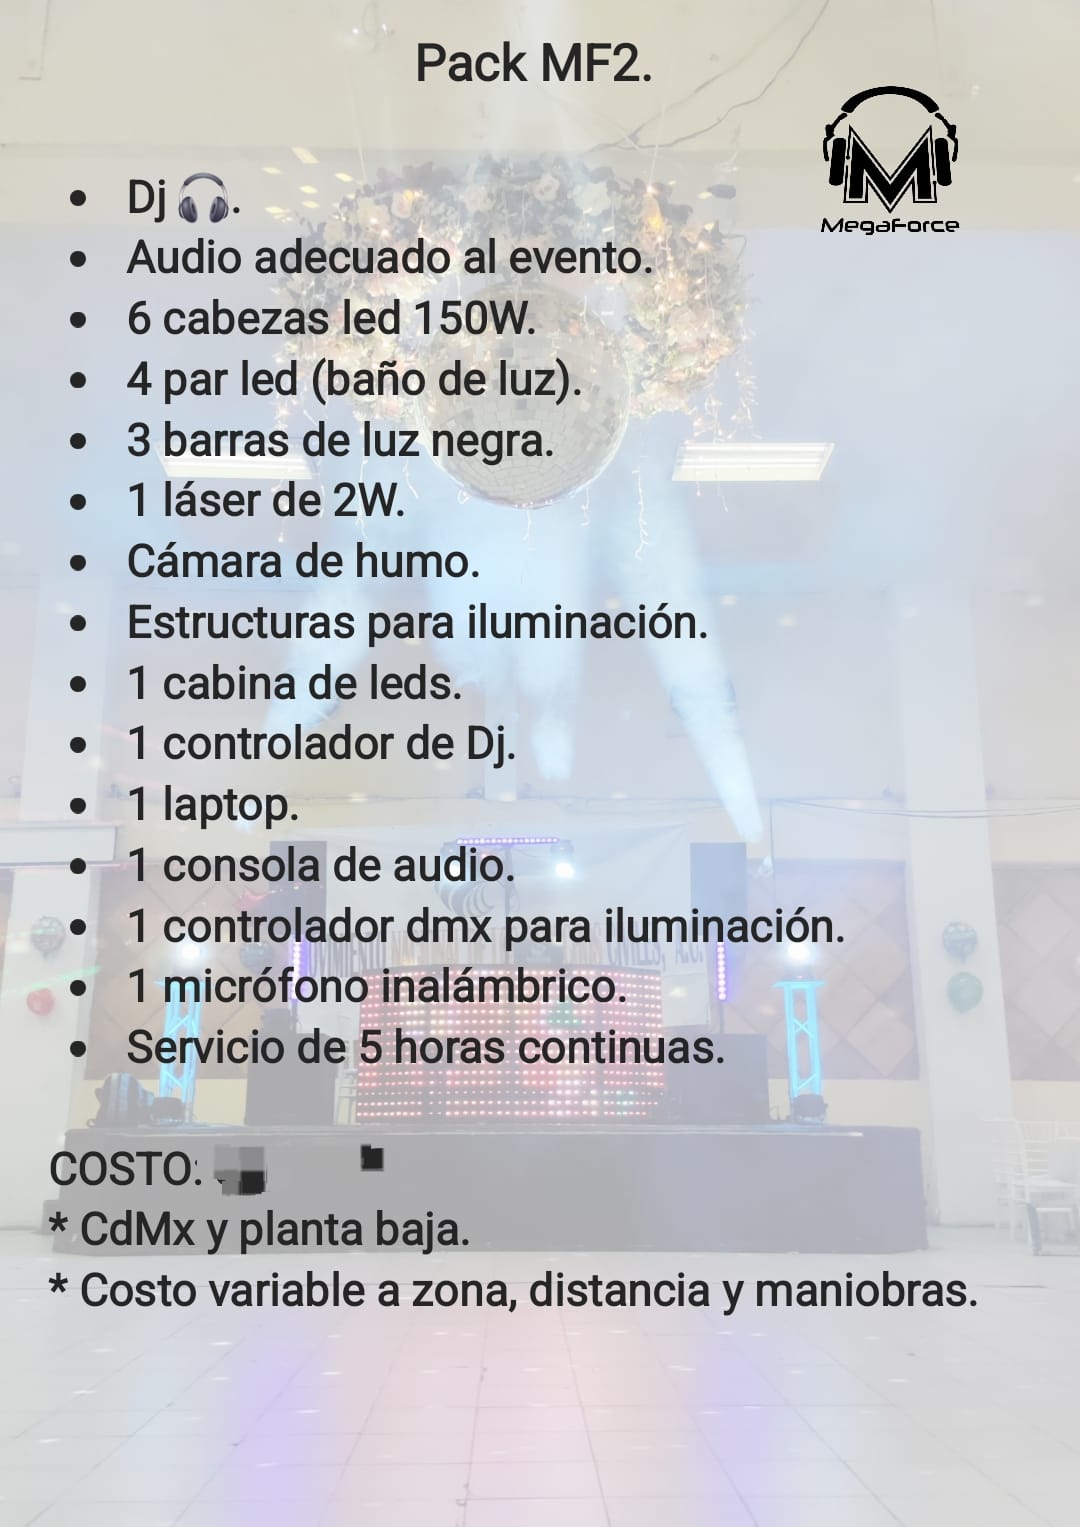 Pack MF2.
MegaForce
• Dj 🎧.
• Audio adecuado al evento.
• 6 cabezas led 150W.
• 4 par led (baño de luz).
• 3 barras de luz negra.
• 1 láser de 2W.
• Cámara de humo.
• Estructuras para iluminación.
• 1 cabina de leds.
• 1 controlador de Dj.
• 1 laptop.
• 1 consola de audio.
• 1 controlador dmx para iluminación.
• 1 micrófono inalámbrico.
• Servicio de 5 horas continuas.
COSTO:
* CdMx y planta baja.
* Costo variable a zona, distancia y maniobras.